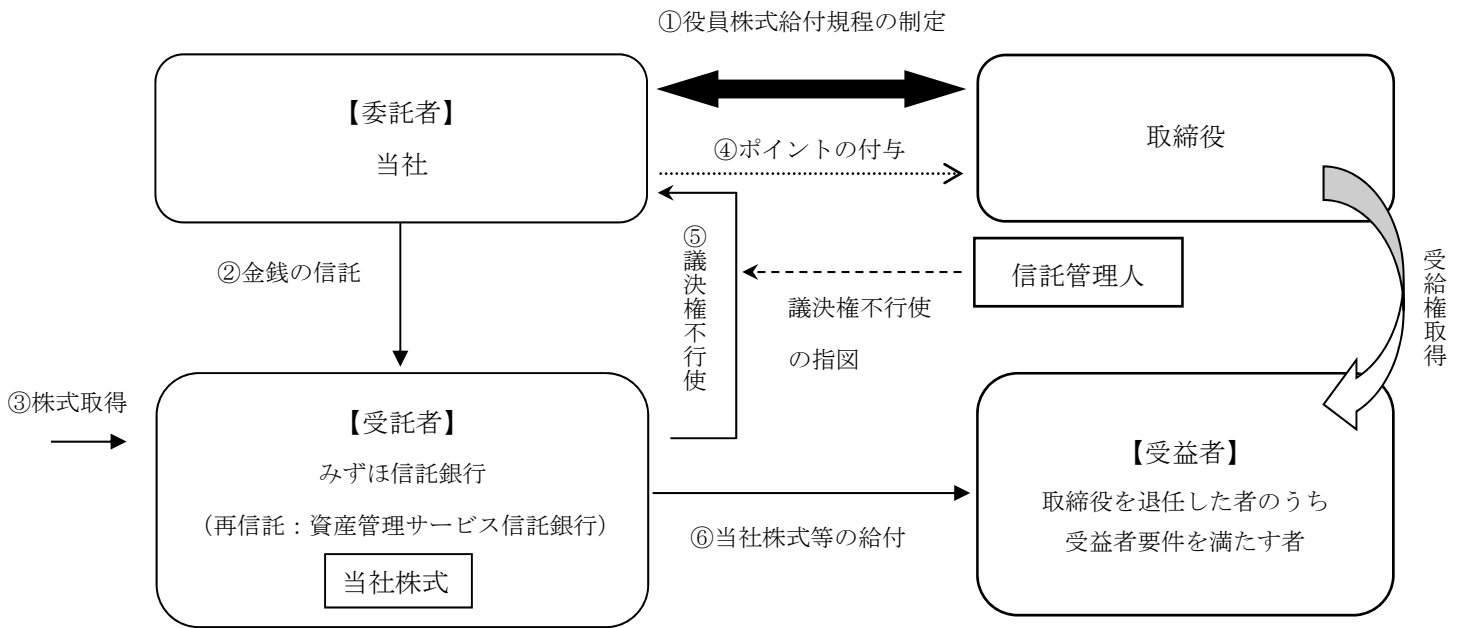 ①役員株式給付規程の制定
【委託者】
当社
取締役
④ポイントの付与
②金銭の信託
⑤議決権不行使
信託管理人
議決権不行使
の指図
受給権取得
③株式取得
【受託者】
みずほ信託銀行
（再信託：資産管理サービス信託銀行）
当社株式
⑥当社株式等の給付
【受益者】
取締役を退任した者のうち
受益者要件を満たす者